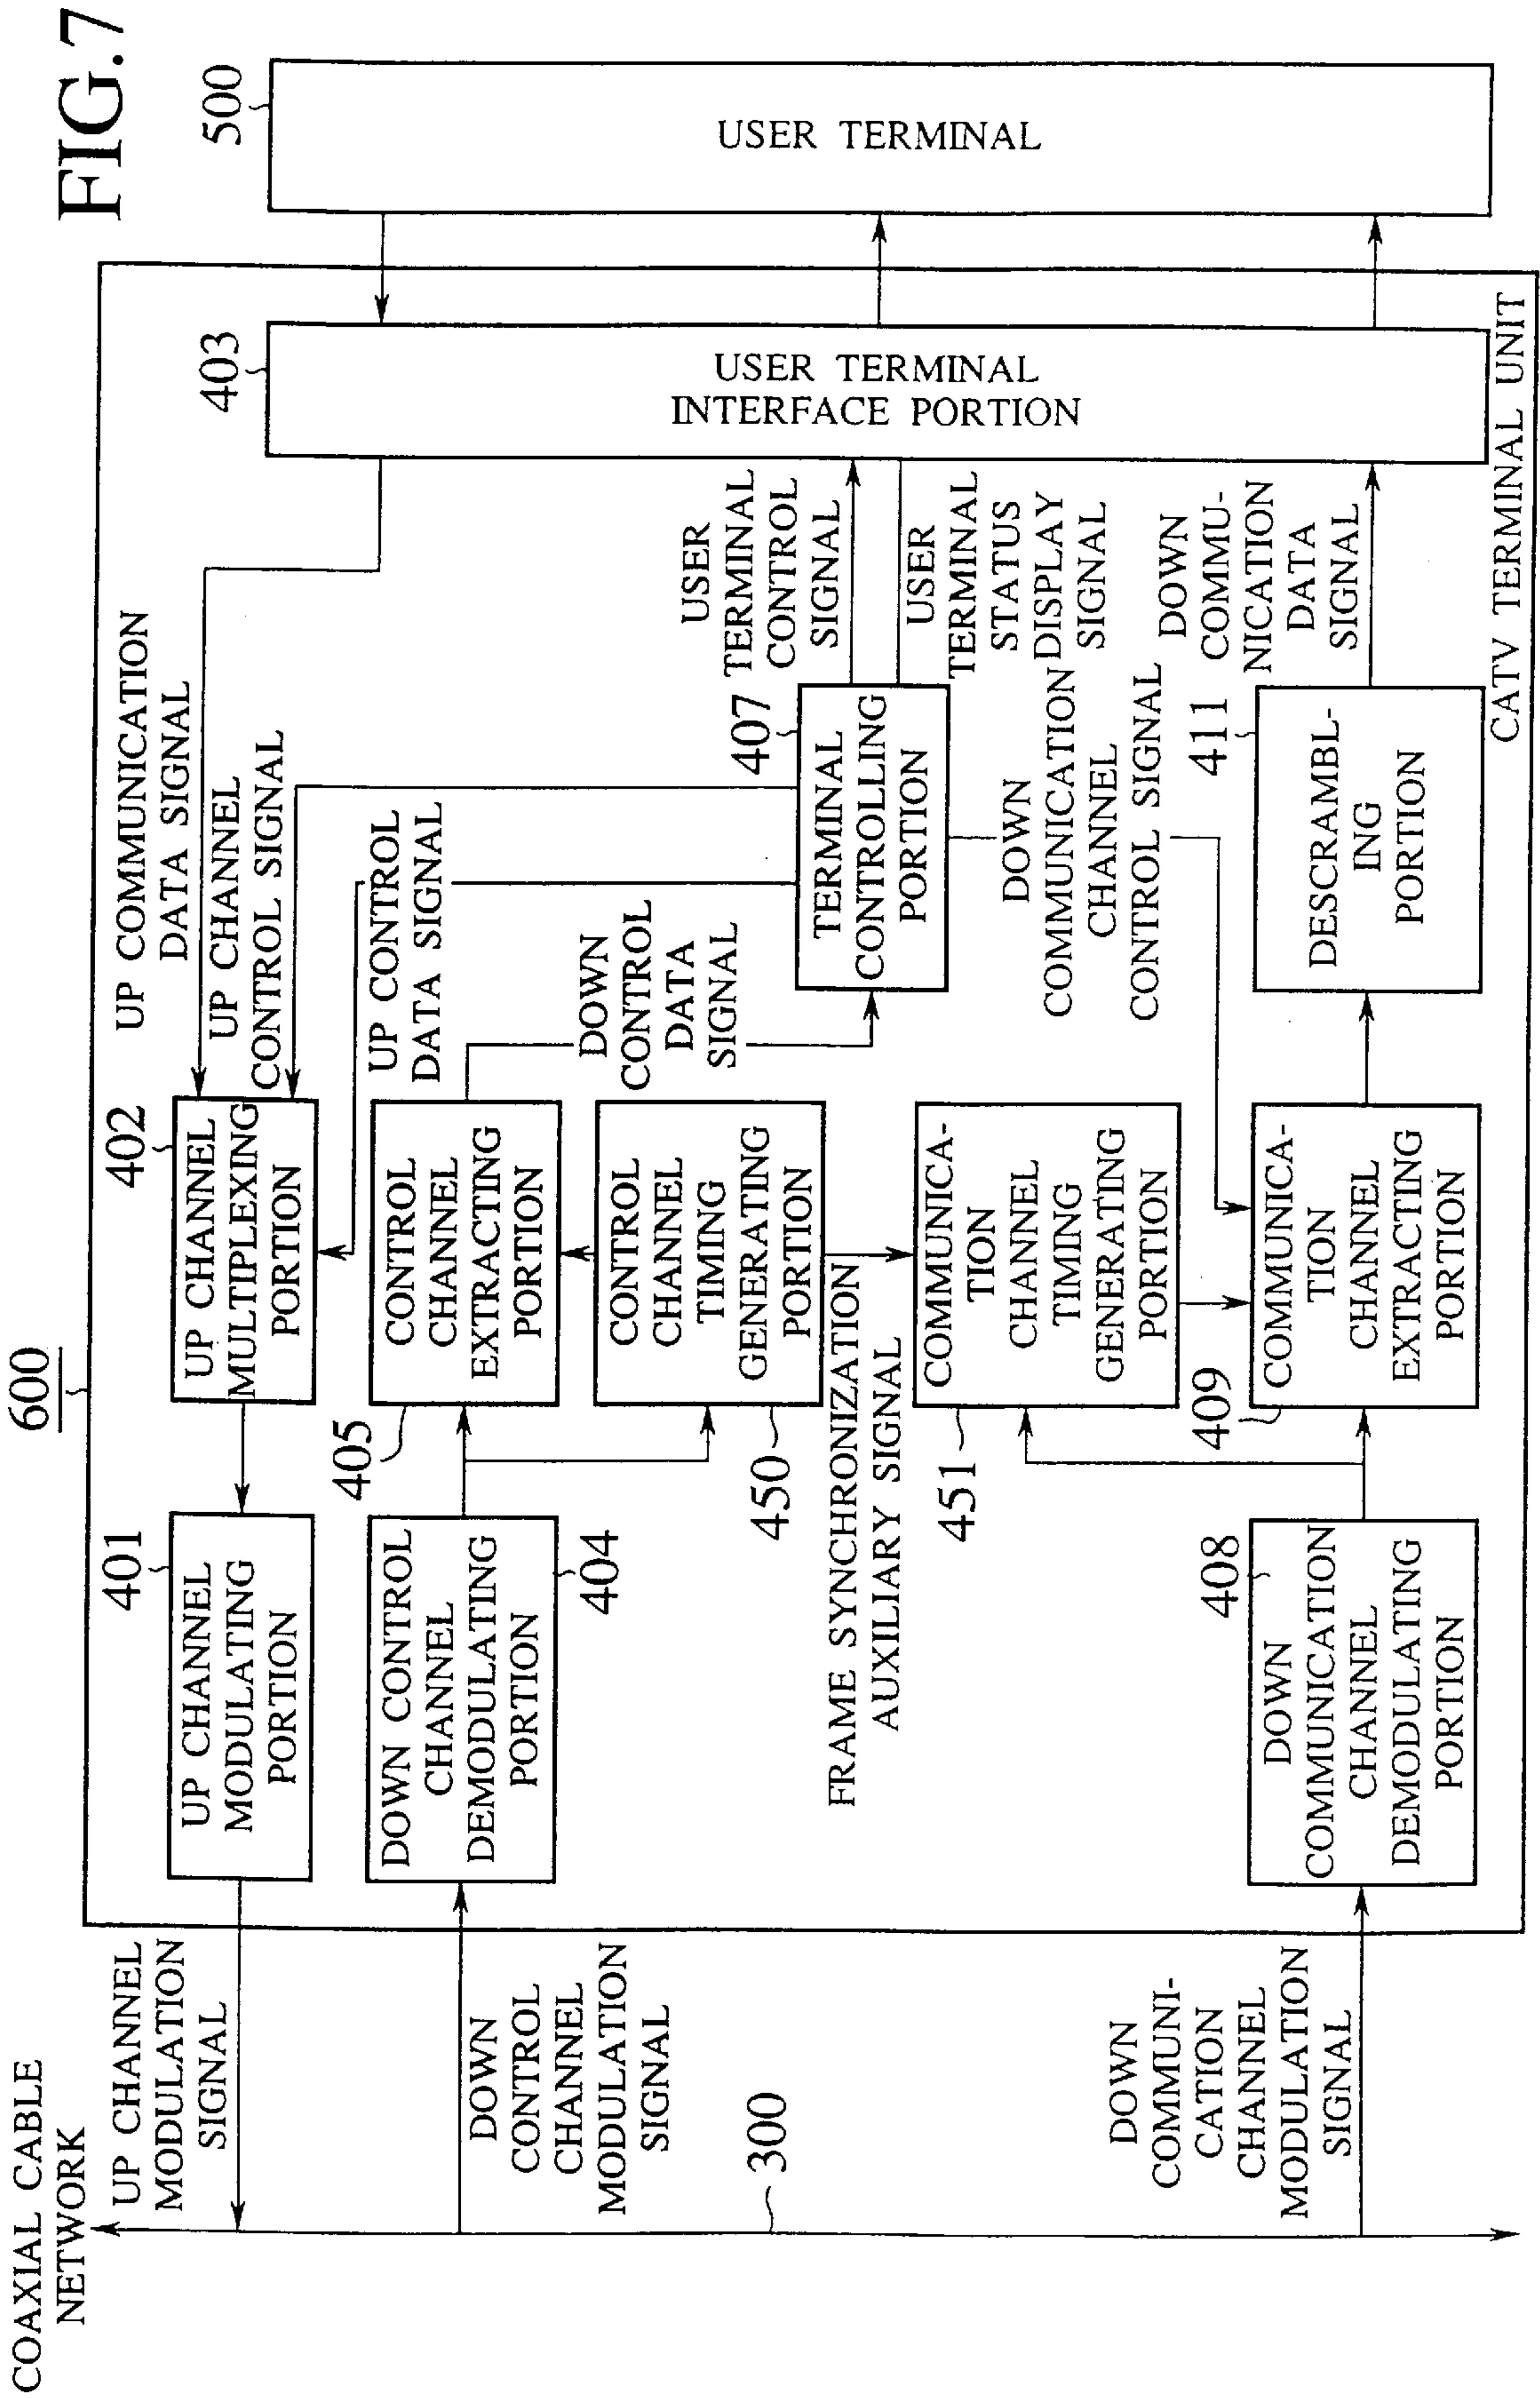 FIG.7
600
COAXIAL CABLE
NETWORK
UP CHANNEL
MODULATION
SIGNAL
401
UP CHANNEL
MODULATING
PORTION
402
UP CHANNEL
MULTIPLEXING
PORTION
UP COMMUNICATION
DATA SIGNAL
UP CHANNEL
CONTROL SIGNAL
UP CONTROL
DATA SIGNAL
403
USER TERMINAL
INTERFACE PORTION
500
USER TERMINAL
DOWN
CONTROL
CHANNEL
MODULATION
SIGNAL
DOWN CONTROL
CHANNEL
DEMODULATING
PORTION
404
405
CONTROL
CHANNEL
EXTRACTING
PORTION
DOWN
CONTROL
DATA
SIGNAL
CONTROL
CHANNEL
TIMING
GENERATING
PORTION
450
407
TERMINAL
CONTROLLING
PORTION
USER
TERMINAL
CONTROL
SIGNAL
USER
TERMINAL
STATUS
DISPLAY
SIGNAL
300
FRAME SYNCHRONIZATION
AUXILIARY SIGNAL
451
COMMUNICA-
TION
CHANNEL
TIMING
GENERATING
PORTION
DOWN
COMMUNICATION
CHANNEL
CONTROL SIGNAL
DOWN
COMMUNI-
CATION
CHANNEL
MODULATION
SIGNAL
408
DOWN
COMMUNICATION
CHANNEL
DEMODULATING
PORTION
409
COMMUNICA-
TION
CHANNEL
EXTRACTING
PORTION
411
DESCRAMBL-
ING
PORTION
DOWN
COMMU-
NICATION
DATA
SIGNAL
CATV TERMINAL UNIT